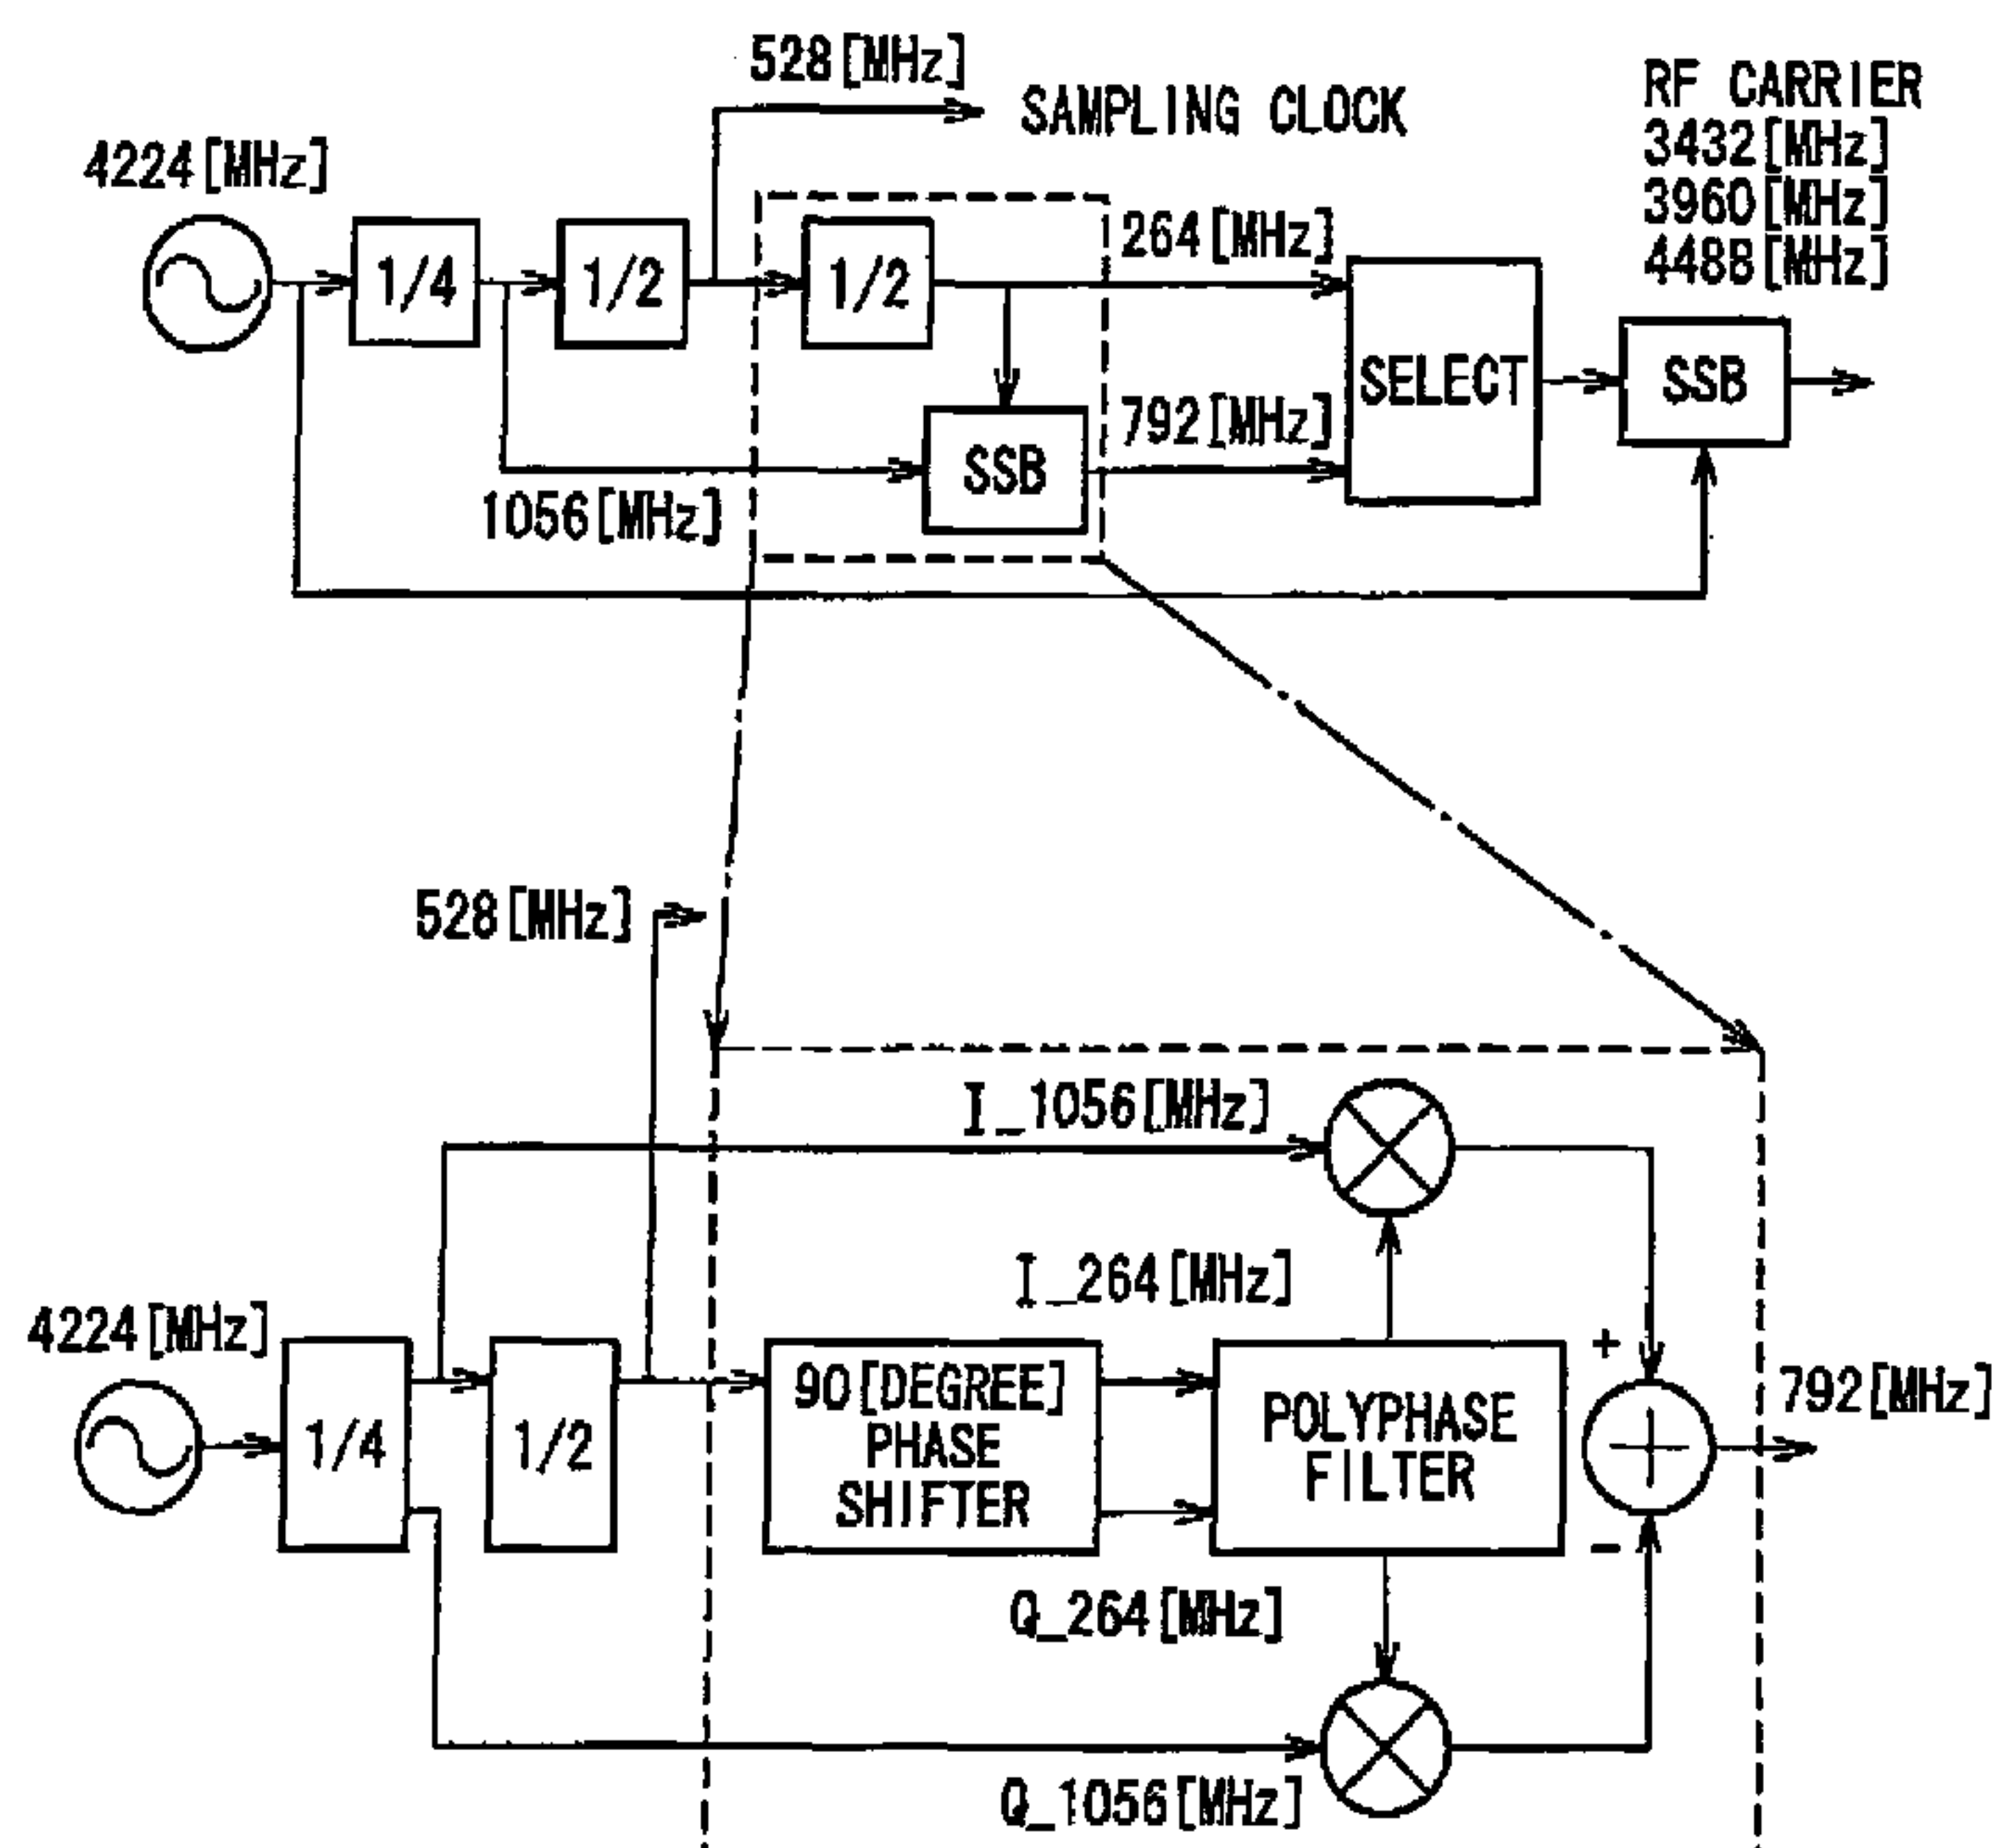 528[MHz]
SAMPLING CLOCK
RF CARRIER
3432[MHz]
3960[MHz]
4488[MHz]
4224[MHz]
1/4
1/2
1/2
264[MHz]
SELECT
SSB
792[MHz]
SSB
1056[MHz]
528[MHz]
I_1056[MHz]
I_264[MHz]
4224[MHz]
1/4
1/2
90[DEGREE]
PHASE
SHIFTER
POLYPHASE
FILTER
+
-
792[MHz]
Q_264[MHz]
Q_1056[MHz]